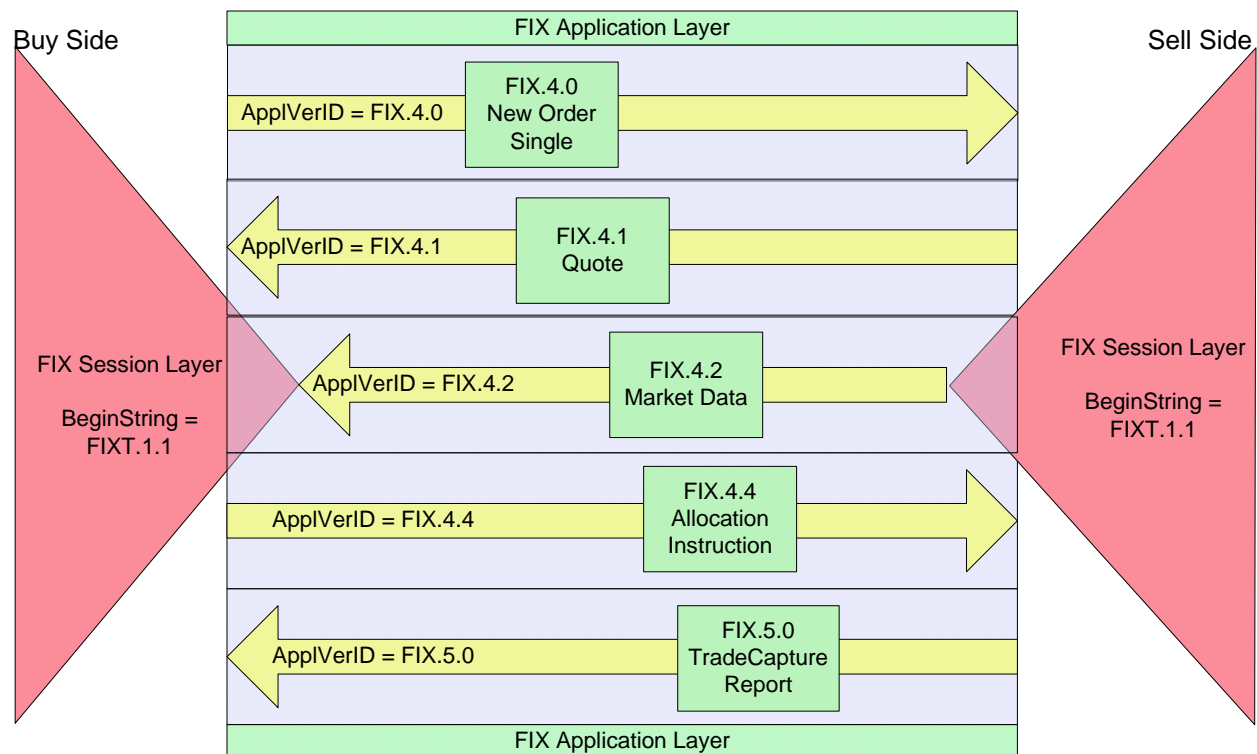 FIX Application Layer
Buy Side
Sell Side
ApplVerID = FIX.4.0
FIX.4.0
New Order
Single
ApplVerID = FIX.4.1
FIX.4.1
Quote
FIX Session Layer
BeginString =
FIXT.1.1
ApplVerID = FIX.4.2
FIX.4.2
Market Data
FIX Session Layer
BeginString =
FIXT.1.1
ApplVerID = FIX.4.4
FIX.4.4
Allocation
Instruction
ApplVerID = FIX.5.0
FIX.5.0
TradeCapture
Report
FIX Application Layer